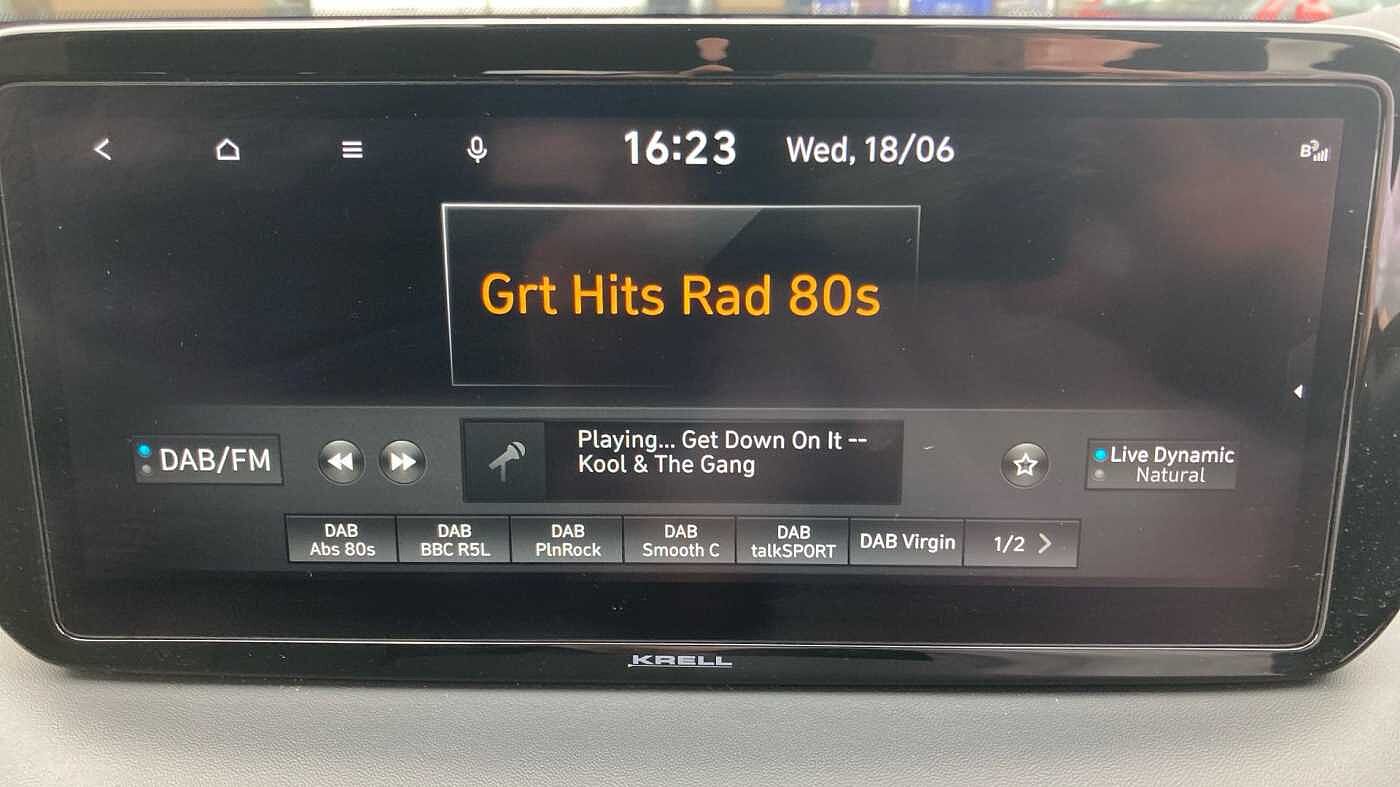 16:23 Wed, 18/06
B
Grt Hits Rad 80s
DAB/FM
Playing... Get Down On It --
Kool & The Gang
Live Dynamic
Natural
DAB
Abs 80s
DAB
BBC R5L
DAB
PlnRock
DAB
Smooth C
DAB
talkSPORT
DAB Virgin
1/2
KRELL